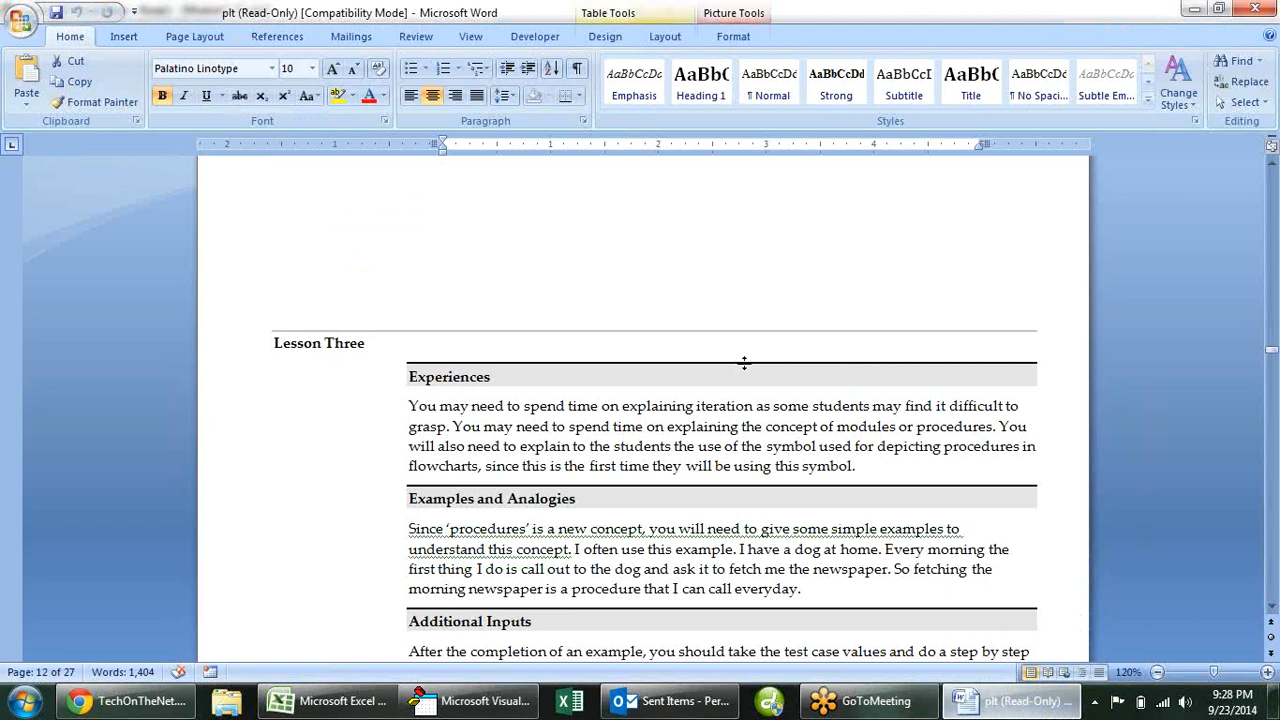 plt (Read-Only) [Compatibility Mode] - Microsoft Word
Table Tools
Picture Tools
Home Insert Page Layout References Mailings Review View Developer Design Layout Format
Paste
Cut
Copy
Format Painter
Clipboard
Palatino Linotype 10
Font
Paragraph
AaBbCcDc AaBbC AaBbCcDc AaBbCcDd AaBbCcI AaBbC AaBbCcDc AaBbCcDc
Emphasis Heading 1 ¶ Normal Strong Subtitle Title ¶ No Spaci... Subtle Em...
Change Styles
Styles
Find
Replace
Select
Editing
2 1 1 2 3 4
Lesson Three
Experiences
You may need to spend time on explaining iteration as some students may find it difficult to
grasp. You may need to spend time on explaining the concept of modules or procedures. You
will also need to explain to the students the use of the symbol used for depicting procedures in
flowcharts, since this is the first time they will be using this symbol.
Examples and Analogies
Since ‘procedures’ is a new concept, you will need to give some simple examples to
understand this concept. I often use this example. I have a dog at home. Every morning the
first thing I do is call out to the dog and ask it to fetch me the newspaper. So fetching the
morning newspaper is a procedure that I can call everyday.
Additional Inputs
After the completion of an example, you should take the test case values and do a step by step
Page: 12 of 27 Words: 1,404 120%
TechOnTheNet.... Microsoft Excel ... Microsoft Visual... Sent Items - Per... GoToMeeting plt (Read-Only) ...
9:28 PM
9/23/2014